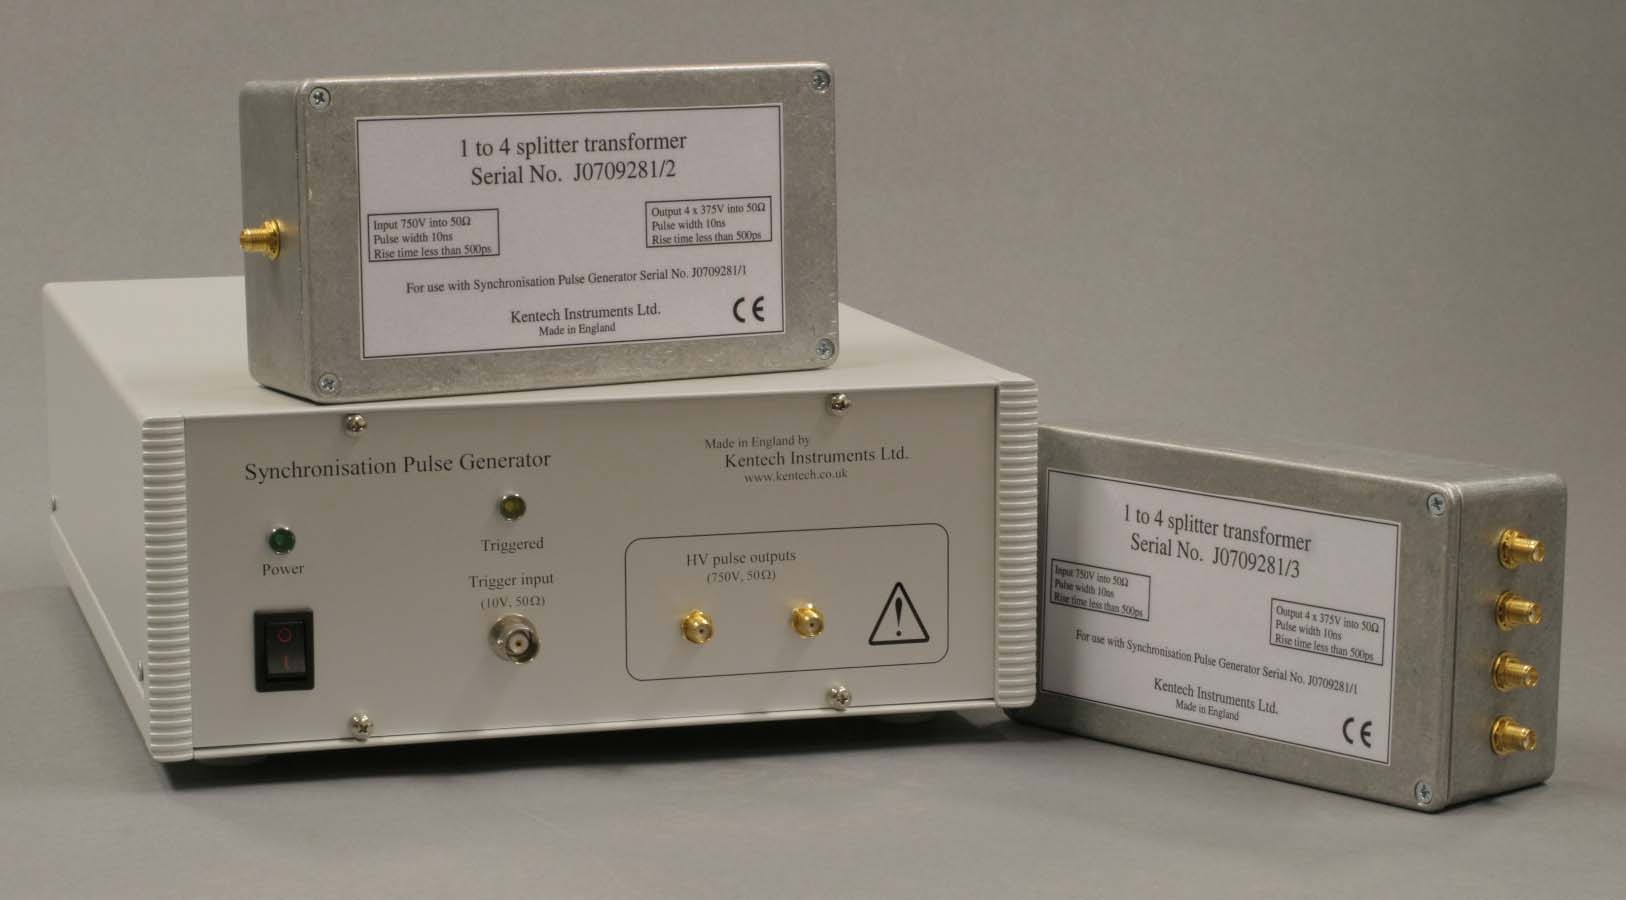 1 to 4 splitter transformer
Serial No. J0709281/2
Input 750V into 50Ω
Pulse width 10ns
Rise time less than 500ps
Output 4 x 375V into 50Ω
Pulse width 10ns
Rise time less than 500ps
For use with Synchronisation Pulse Generator Serial No. J0709281/1
Kentech Instruments Ltd.
Made in England
CE
Synchronisation Pulse Generator
Made in England by
Kentech Instruments Ltd.
www.kentech.co.uk
Power
O
I
Triggered
Trigger input
(10V, 50Ω)
HV pulse outputs
(750V, 50Ω)
!
1 to 4 splitter transformer
Serial No. J0709281/3
Input 750V into 50Ω
Pulse width 10ns
Rise time less than 500ps
Output 4 x 375V into 50Ω
Pulse width 10ns
Rise time less than 500ps
For use with Synchronisation Pulse Generator Serial No. J0709281/1
Kentech Instruments Ltd.
Made in England
CE